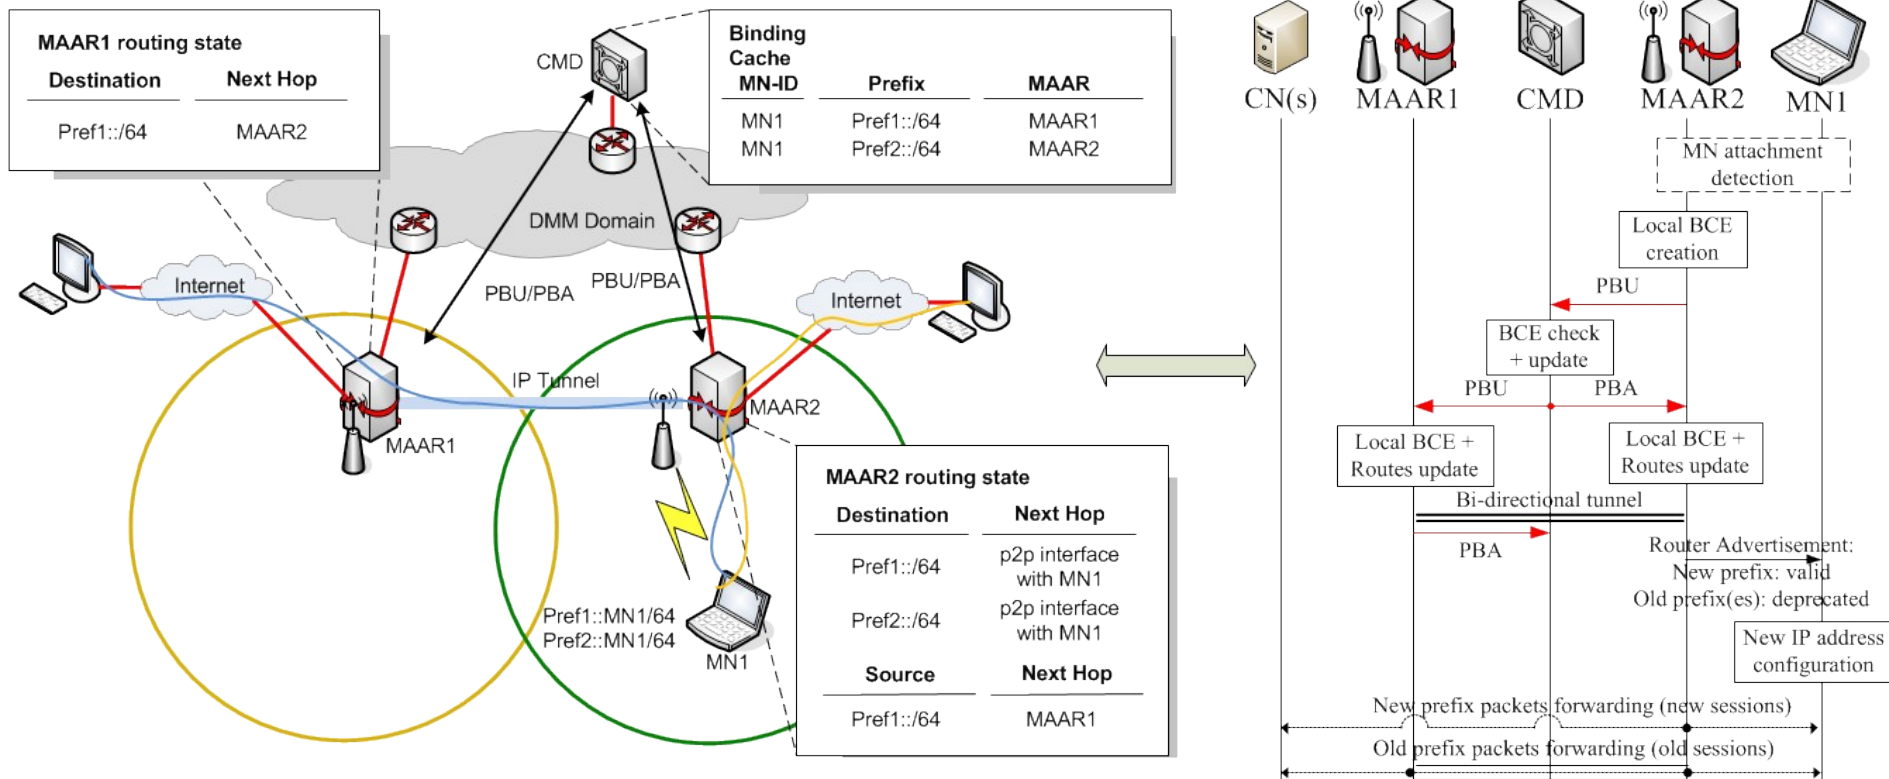 MAAR1 routing state
Destination Next Hop
Pref1::/64 MAAR2
CMD
Binding
Cache
MN-ID Prefix MAAR
MN1 Pref1::/64 MAAR1
MN1 Pref2::/64 MAAR2
DMM Domain
PBU/PBA
PBU/PBA
Internet
Internet
IP Tunnel
MAAR1
MAAR2
Pref1::MN1/64
Pref2::MN1/64
MN1
MAAR2 routing state
Destination Next Hop
Pref1::/64 p2p interface
with MN1
Pref2::/64 p2p interface
with MN1
Source Next Hop
Pref1::/64 MAAR1
CN(s) MAAR1 CMD MAAR2 MN1
MN attachment
detection
Local BCE
creation
PBU
BCE check
+ update
PBU PBA
Local BCE +
Routes update
Local BCE +
Routes update
Bi-directional tunnel
PBA
Router Advertisement:
New prefix: valid
Old prefix(es): deprecated
New IP address
configuration
New prefix packets forwarding (new sessions)
Old prefix packets forwarding (old sessions)